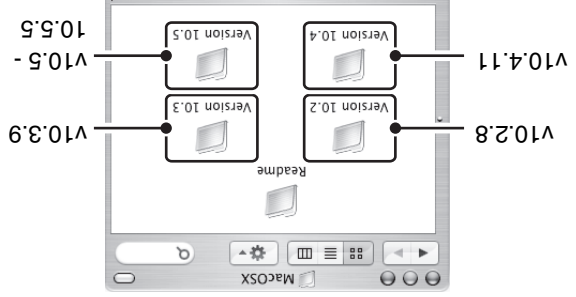 MacOSX
Readme
v10.2.8
Version 10.2
Version 10.3
v10.3.9
v10.4.11
Version 10.4
Version 10.5
v10.5 -
10.5.5